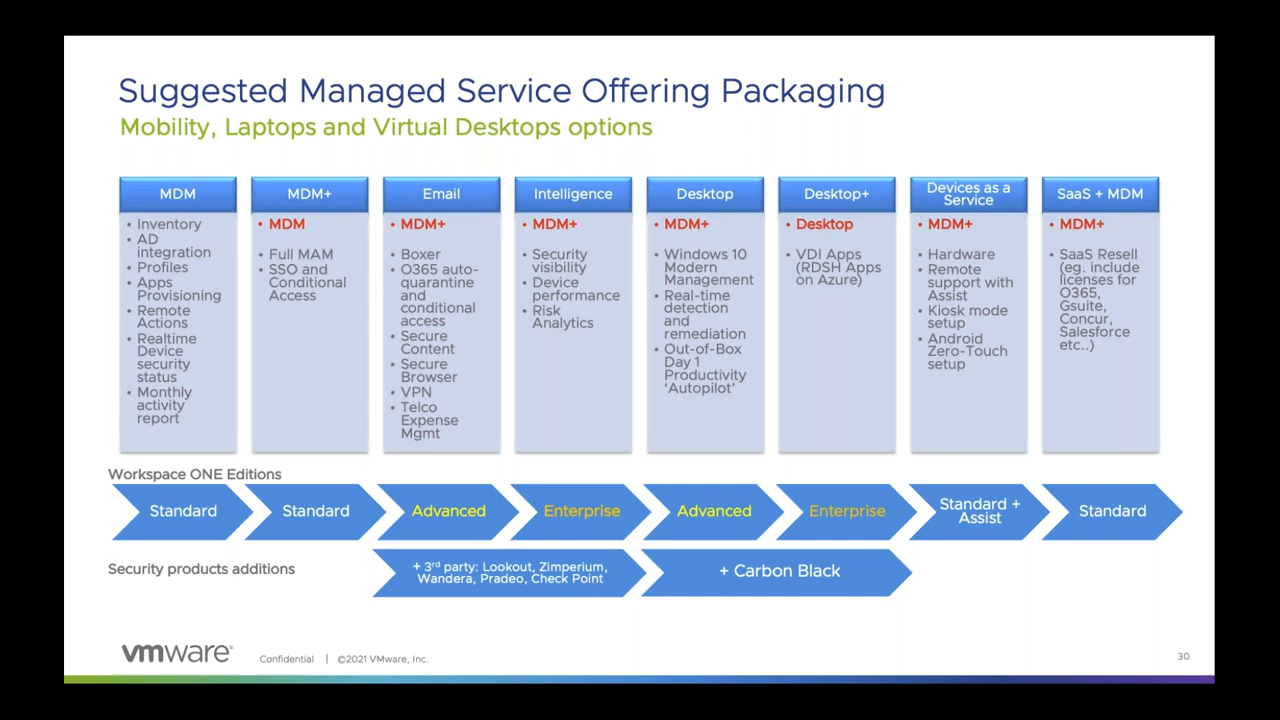 Suggested Managed Service Offering Packaging
Mobility, Laptops and Virtual Desktops options
MDM
• Inventory
• AD
integration
• Profiles
• Apps
Provisioning
• Remote
Actions
• Realtime
Device
security
status
• Monthly
activity
report
MDM+
• MDM
• Full MAM
• SSO and
Conditional
Access
Email
• MDM+
• Boxer
• O365 auto-
quarantine
and
conditional
access
• Secure
Content
• Secure
Browser
• VPN
• Telco
Expense
Mgmt
Intelligence
• MDM+
• Security
visibility
• Device
performance
• Risk
Analytics
Desktop
• MDM+
• Windows 10
Modern
Management
• Real-time
detection
and
remediation
• Out-of-Box
Day 1
Productivity
‘Autopilot’
Desktop+
• Desktop
• VDI Apps
(RDSH Apps
on Azure)
Devices as a
Service
• MDM+
• Hardware
• Remote
support with
Assist
• Kiosk mode
setup
• Android
Zero-Touch
setup
SaaS + MDM
• MDM+
• SaaS Resell
(eg. include
licenses for
O365,
Gsuite,
Concur,
Salesforce
etc..)
Workspace ONE Editions
Standard
Standard
Advanced
Enterprise
Advanced
Enterprise
Standard +
Assist
Standard
Security products additions
+ 3rd party: Lookout, Zimperium,
Wandera, Pradeo, Check Point
+ Carbon Black
vmware®
Confidential | ©2021 VMware, Inc.
30